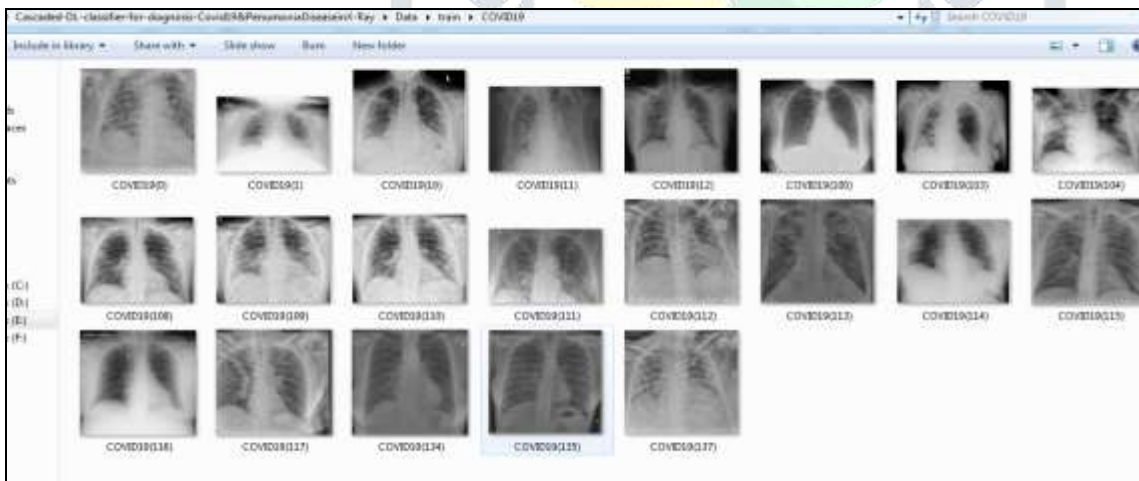 Cascaded-DL-classifier-for-diagnosis-Covid19&PenumoniaDiseaseinX-Ray ▸ Data ▸ train ▸ COVID19
Search COVID19
Include in library Share with Slide show Burn New folder
COVID19(0) COVID19(1) COVID19(10) COVID19(11) COVID19(12) COVID19(100) COVID19(103) COVID19(104)
COVID19(108) COVID19(109) COVID19(110) COVID19(111) COVID19(112) COVID19(113) COVID19(114) COVID19(115)
(C:)
(D:)
(E:)
(F:)
COVID19(116) COVID19(117) COVID19(134) COVID19(135) COVID19(137)